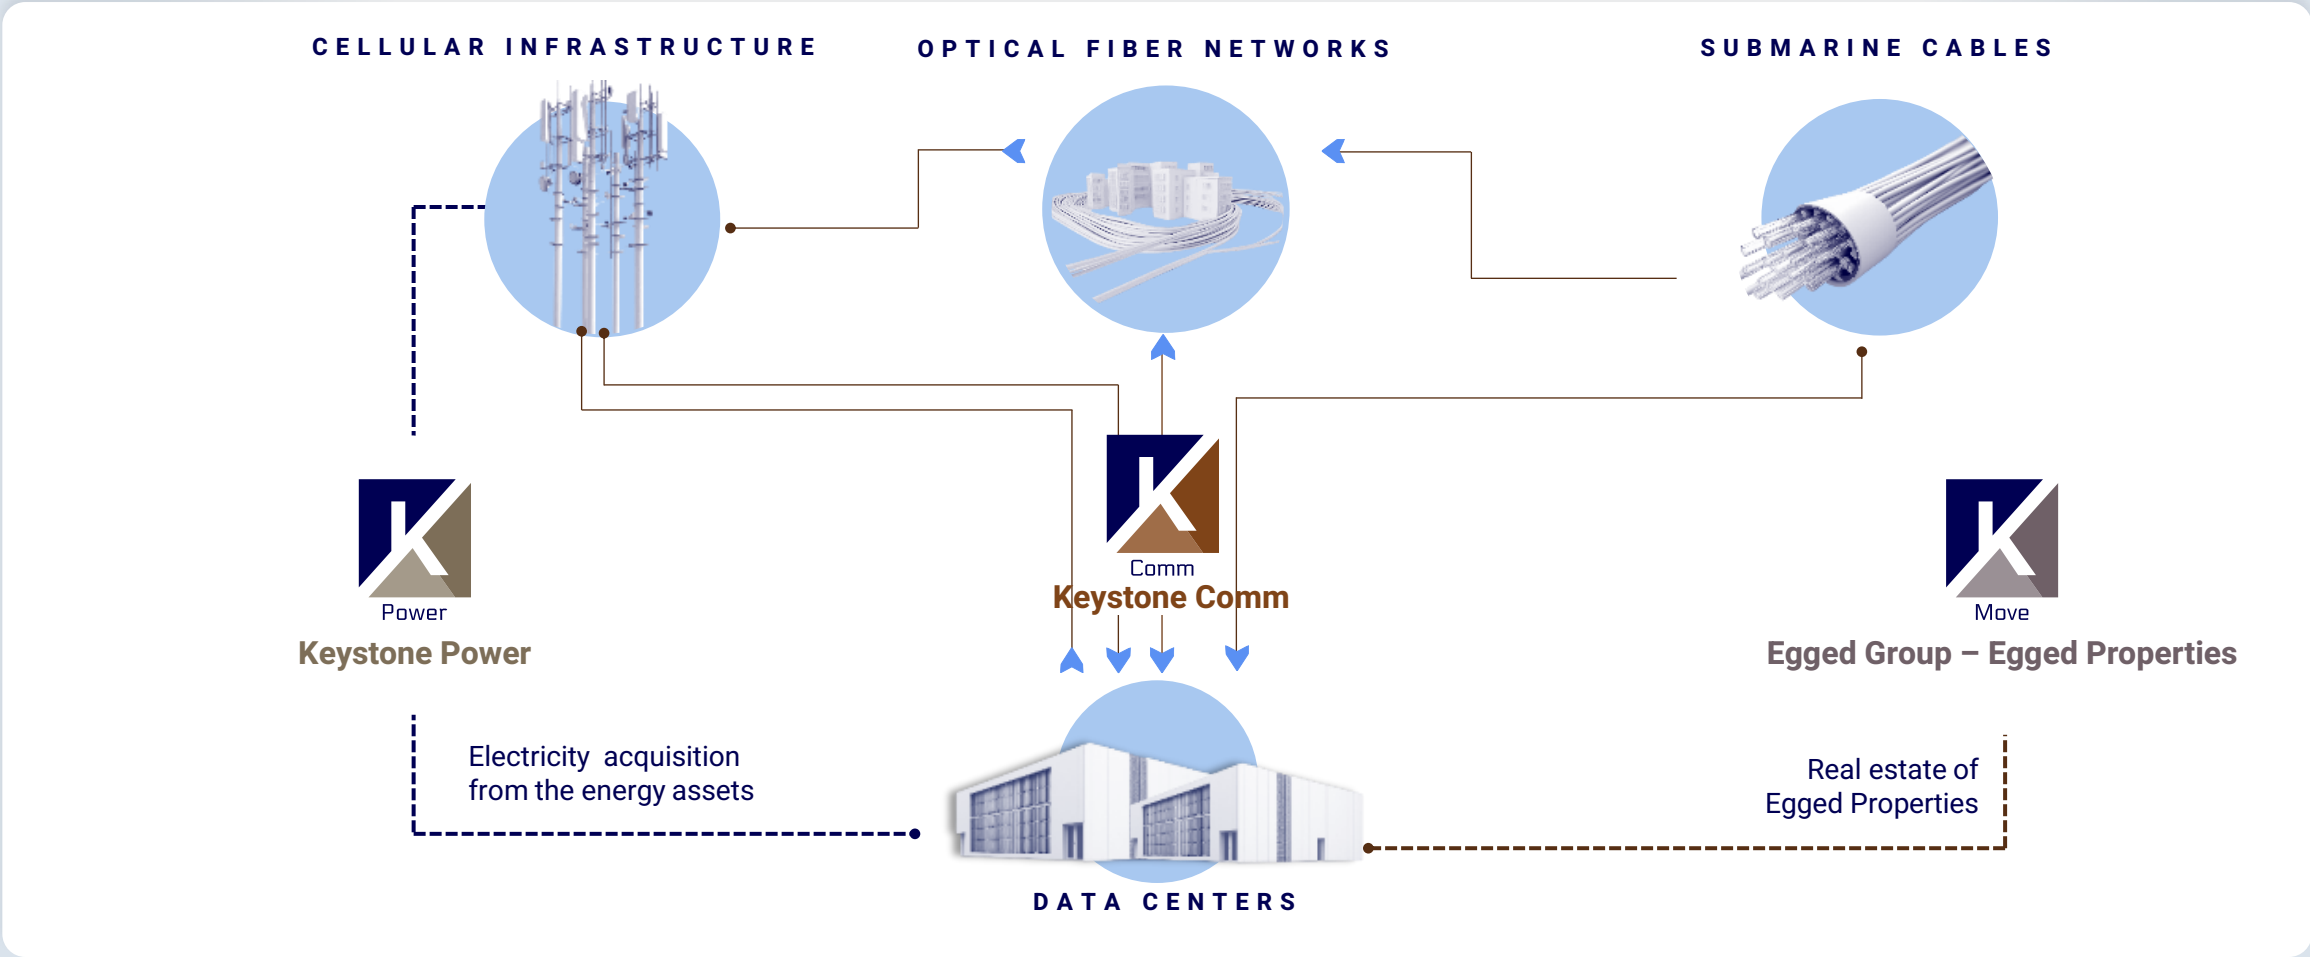 CELLULAR INFRASTRUCTURE
OPTICAL FIBER NETWORKS
SUBMARINE CABLES
Power
Keystone Power
Comm
Keystone Comm
Move
Egged Group – Egged Properties
Electricity acquisition
from the energy assets
Real estate of
Egged Properties
DATA CENTERS